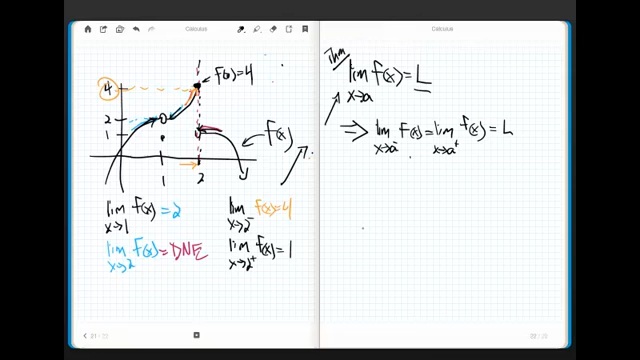 Calculus
Calculus
f(2)=4
4
2
1
f(x)
1 2
lim f(x)=2
x→1
lim f(x)=4
x→2⁻
lim f(x)=DNE
x→2
lim f(x)=1
x→2⁺
Thm
lim f(x)=L
x→a
⇒ lim f(x)=lim f(x)=L
x→a⁻ x→a⁺